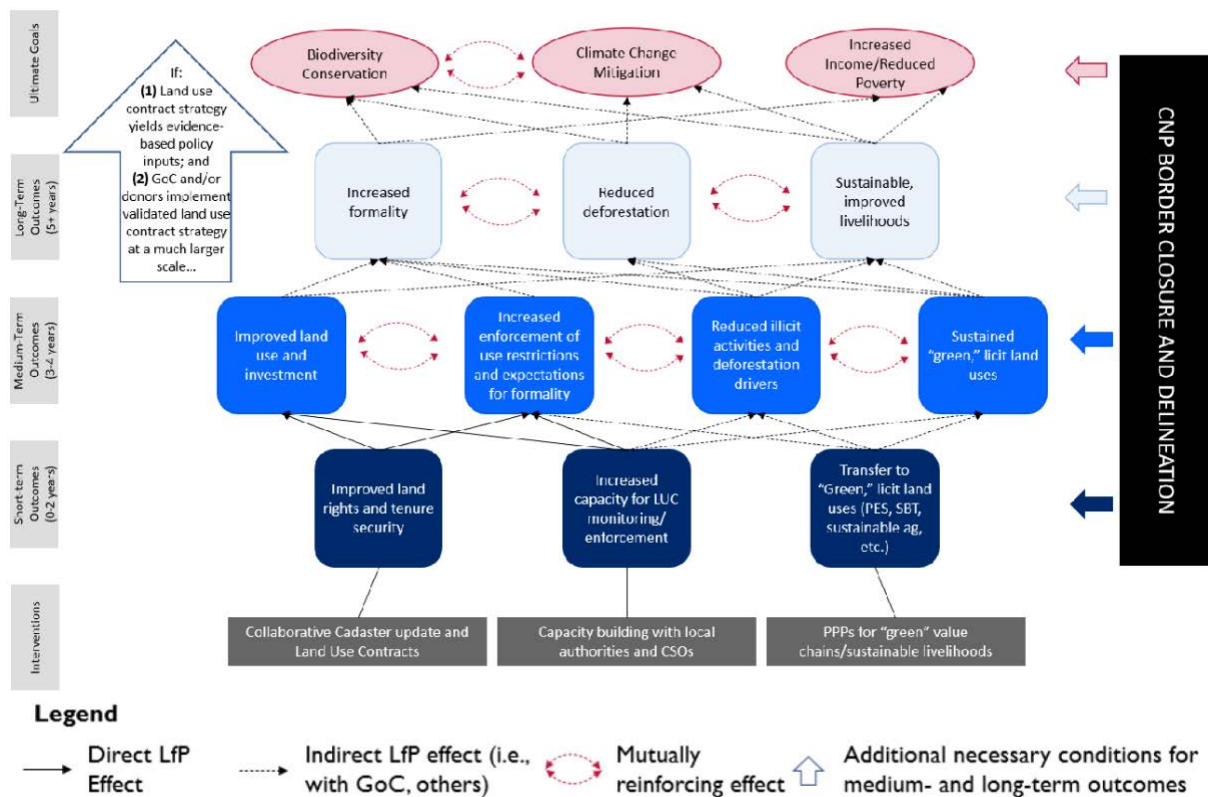 Ultimate Goals
Biodiversity
Conservation
Climate Change
Mitigation
Increased
Income/Reduced
Poverty
If:
(1) Land use
contract strategy
yields evidence-
based policy
inputs; and
(2) GoC and/or
donors implement
validated land use
contract strategy
at a much larger
scale...
Long-Term
Outcomes
(5+ years)
Increased
formality
Reduced
deforestation
Sustainable,
improved
livelihoods
Medium-Term
Outcomes
(3-4 years)
Improved land
use and
investment
Increased
enforcement of
use restrictions
and expectations
for formality
Reduced illicit
activities and
deforestation
drivers
Sustained
"green," licit land
uses
Short-term
Outcomes
(0-2 years)
Improved land
rights and tenure
security
Increased
capacity for LUC
monitoring/
enforcement
Transfer to
"Green," licit land
uses (PES, SBT,
sustainable ag,
etc.)
Interventions
Collaborative Cadaster update and
Land Use Contracts
Capacity building with local
authorities and CSOs
PPPs for "green" value
chains/sustainable livelihoods
CNP BORDER CLOSURE AND DELINEATION
Legend
Direct LfP
Effect
Indirect LfP effect (i.e.,
with GoC, others)
Mutually
reinforcing effect
Additional necessary conditions for
medium- and long-term outcomes